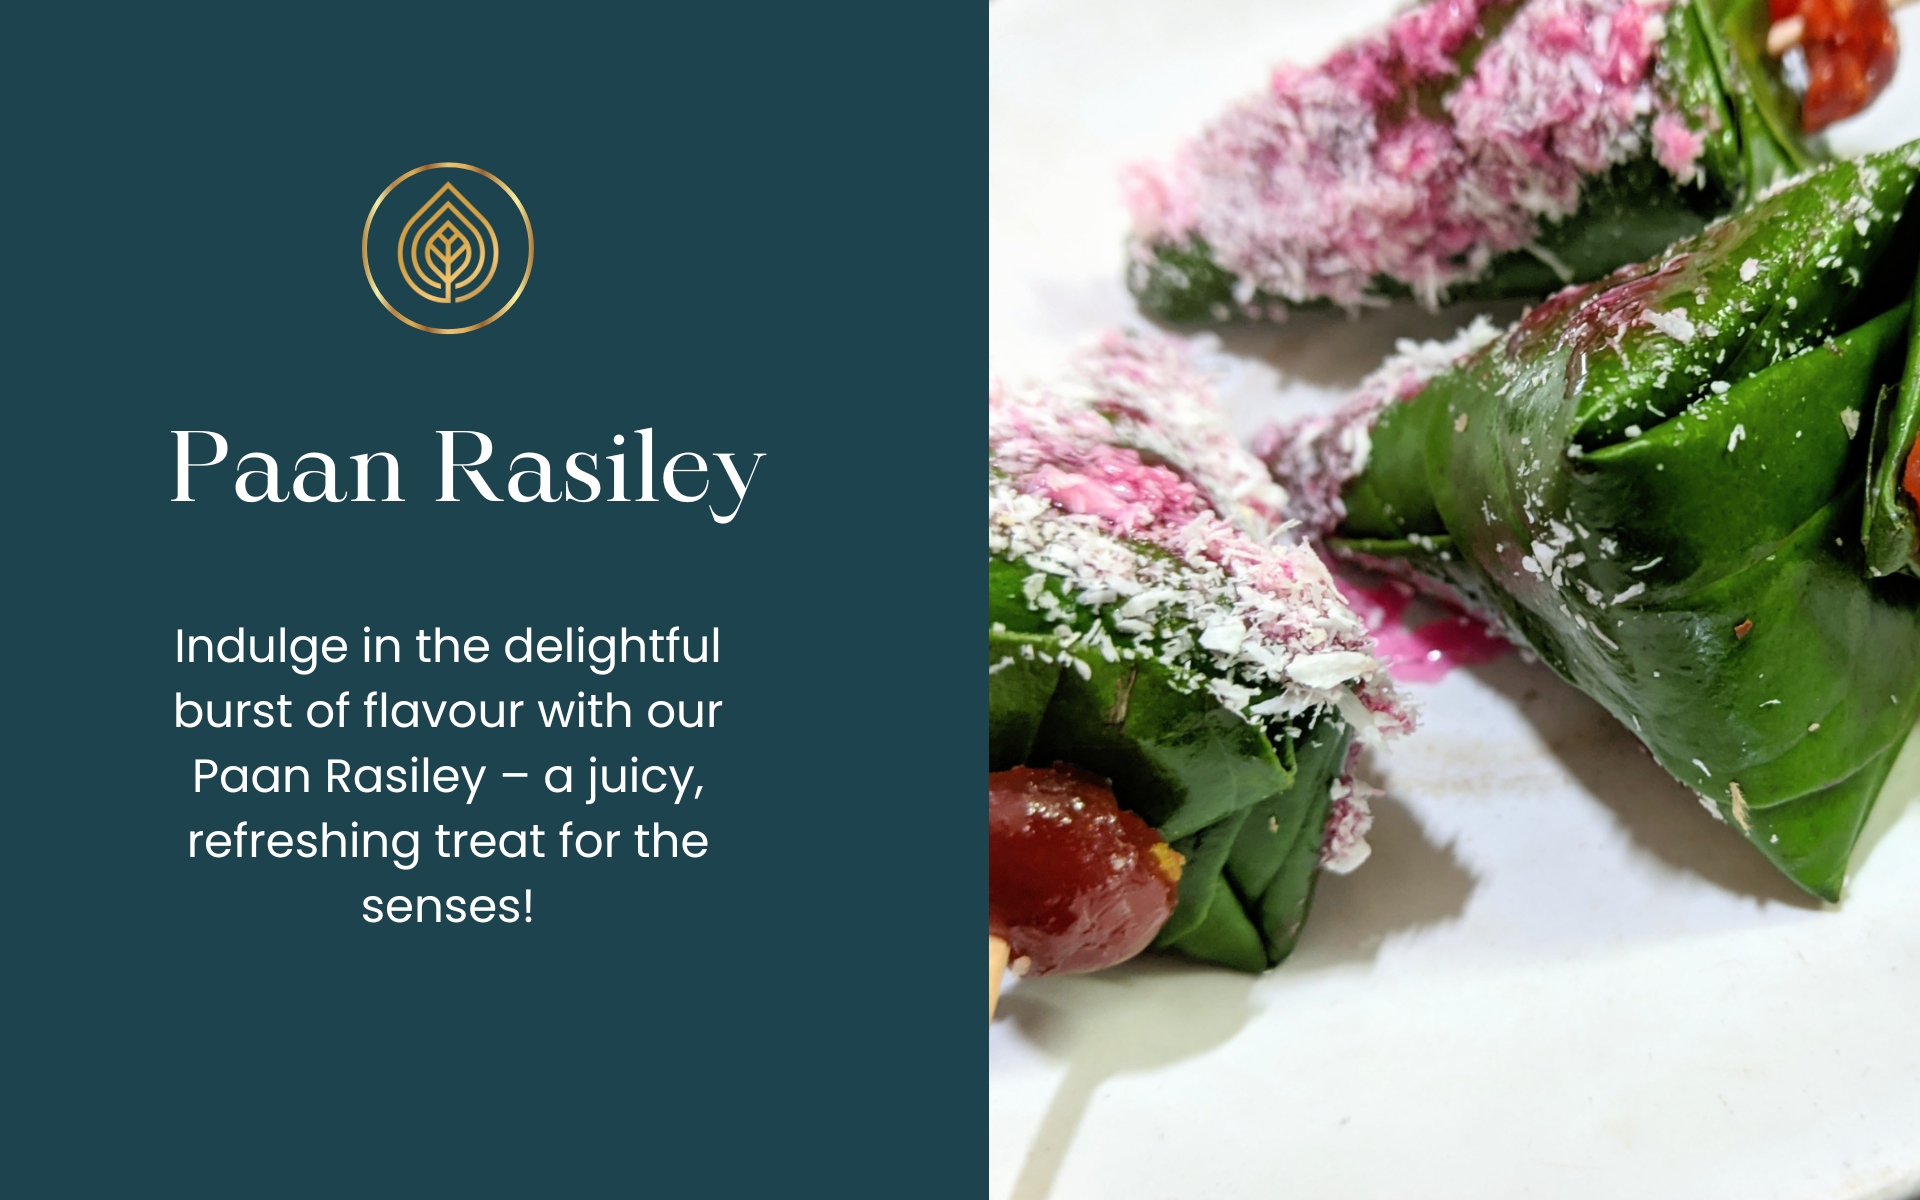 Paan Rasiley
Indulge in the delightful
burst of flavour with our
Paan Rasiley – a juicy,
refreshing treat for the
senses!